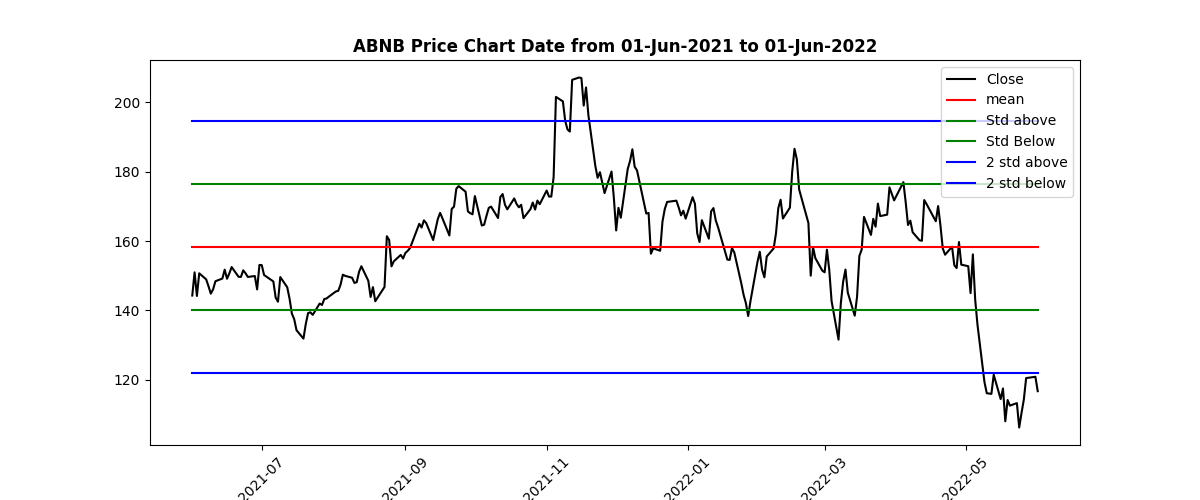 ABNB Price Chart Date from 01-Jun-2021 to 01-Jun-2022
200
180
160
140
120
Close
mean
Std above
Std Below
2 std above
2 std below
2021-07
2021-09
2021-11
2022-01
2022-03
2022-05